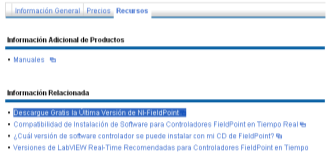 Información General | Precios | Recursos
Información Adicional de Productos
• Manuales
Información Relacionada
• Descargue Gratis la Última Versión de NI-FieldPoint
• Compatibilidad de Instalación de Software para Controladores FieldPoint en Tiempo Real
• ¿Cuál versión de software controlador se puede instalar con mi CD de FieldPoint?
• Versiones de LabVIEW Real-Time Recomendadas para Controladores FieldPoint en Tiempo